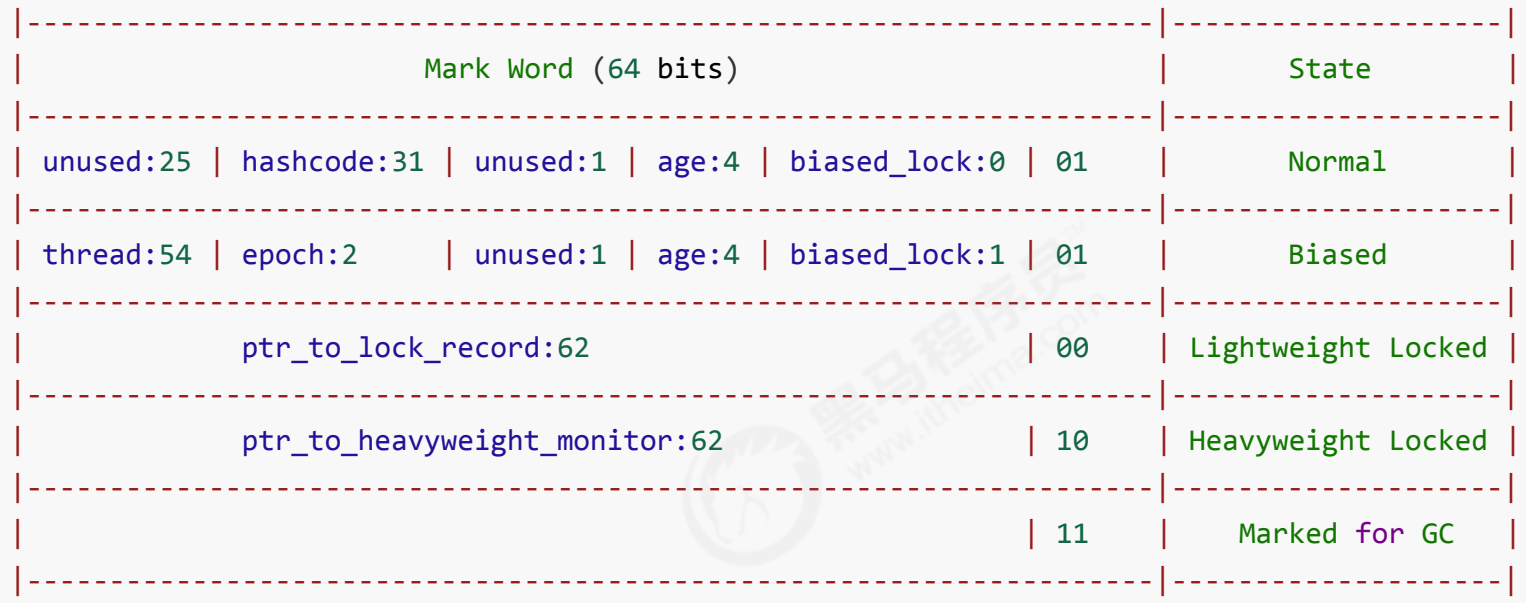 |--------------------------------------------------------------------|--------------------|
| Mark Word (64 bits) | State |
|--------------------------------------------------------------------|--------------------|
| unused:25 | hashcode:31 | unused:1 | age:4 | biased_lock:0 | 01 | Normal |
|--------------------------------------------------------------------|--------------------|
| thread:54 | epoch:2 | unused:1 | age:4 | biased_lock:1 | 01 | Biased |
|--------------------------------------------------------------------|--------------------|
| ptr_to_lock_record:62 | 00 | Lightweight Locked |
|--------------------------------------------------------------------|--------------------|
| ptr_to_heavyweight_monitor:62 | 10 | Heavyweight Locked |
|--------------------------------------------------------------------|--------------------|
| | 11 | Marked for GC |
|--------------------------------------------------------------------|--------------------|
黑马程序员™
www.itheima.com